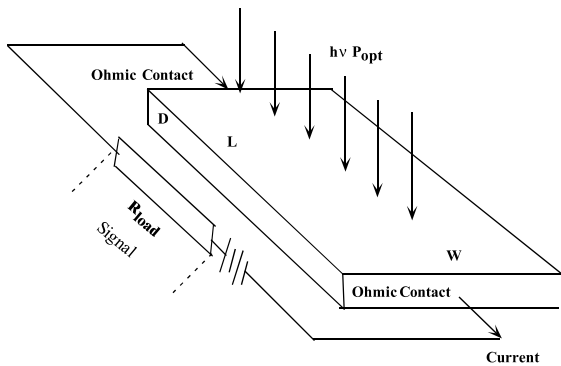 hν Popt
Ohmic Contact
D
L
Rload
Signal
W
Ohmic Contact
Current